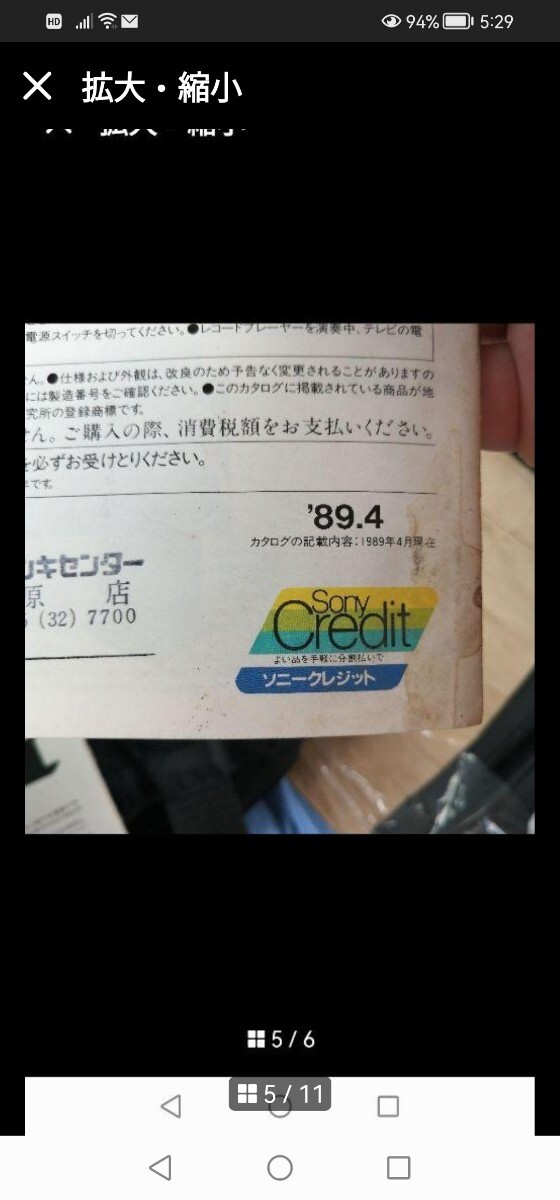 HD 94% 5:29
拡大・縮小
電源スイッチを切ってください。●レコードプレーヤーを演奏中、テレビの電
ん。●仕様および外観は、改良のため予告なく変更されることがありますの
には製造番号をご確認ください。●このカタログに掲載されている商品が地
究所の登録商標です。
せん。ご購入の際、消費税額をお支払いください。
を必ずお受けとりください。
です。
'89.4
カタログの記載内容：1989年4月現在
キセンター
原 店
(32) 7700
Sony
Credit
よい品を手軽に分割払いで
ソニークレジット
5 / 6
5 / 11